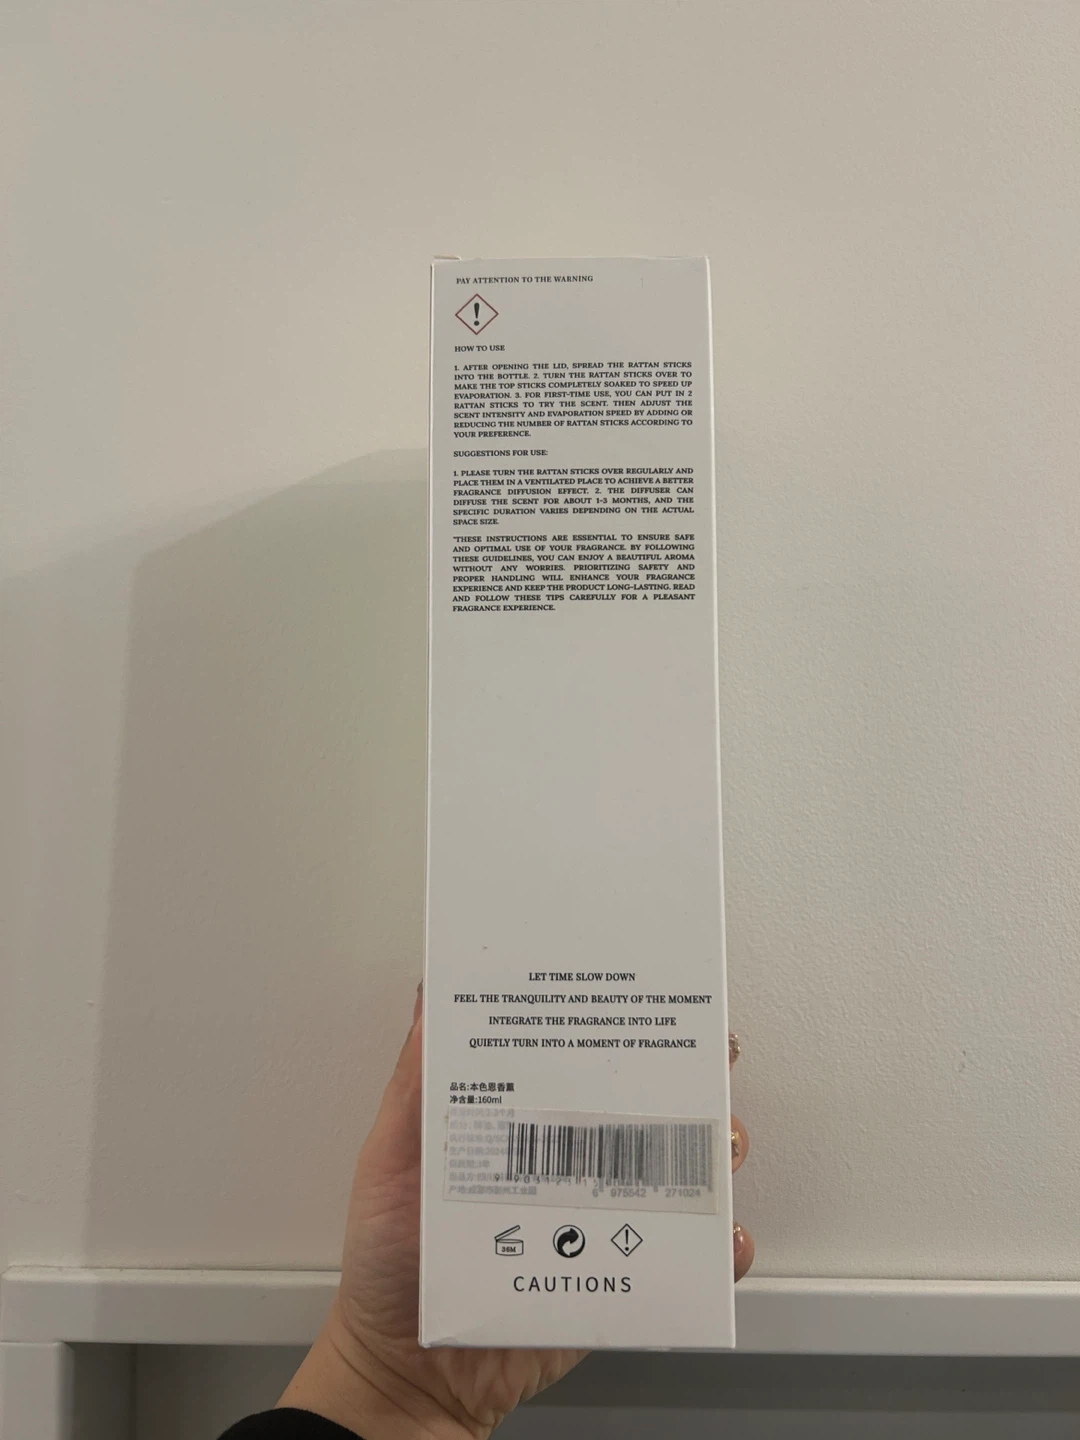 PAY ATTENTION TO THE WARNING
HOW TO USE
1. AFTER OPENING THE LID, SPREAD THE RATTAN STICKS
INTO THE BOTTLE. 2. TURN THE RATTAN STICKS OVER TO
MAKE THE TOP STICKS COMPLETELY SOAKED TO SPEED UP
EVAPORATION. 3. FOR FIRST-TIME USE, YOU CAN PUT IN 2
RATTAN STICKS TO TRY THE SCENT. THEN ADJUST THE
SCENT INTENSITY AND EVAPORATION SPEED BY ADDING OR
REDUCING THE NUMBER OF RATTAN STICKS ACCORDING TO
YOUR PREFERENCE.
SUGGESTIONS FOR USE:
1. PLEASE TURN THE RATTAN STICKS OVER REGULARLY AND
PLACE THEM IN A VENTILATED PLACE TO ACHIEVE A BETTER
FRAGRANCE DIFFUSION EFFECT. 2. THE DIFFUSER CAN
DIFFUSE THE SCENT FOR ABOUT 1-3 MONTHS, AND THE
SPECIFIC DURATION VARIES DEPENDING ON THE ACTUAL
SPACE SIZE.
"THESE INSTRUCTIONS ARE ESSENTIAL TO ENSURE SAFE
AND OPTIMAL USE OF YOUR FRAGRANCE. BY FOLLOWING
THESE GUIDELINES, YOU CAN ENJOY A BEAUTIFUL AROMA
WITHOUT ANY WORRIES. PRIORITIZING SAFETY AND
PROPER HANDLING WILL ENHANCE YOUR FRAGRANCE
EXPERIENCE AND KEEP THE PRODUCT LONG-LASTING. READ
AND FOLLOW THESE TIPS CAREFULLY FOR A PLEASANT
FRAGRANCE EXPERIENCE.
LET TIME SLOW DOWN
FEEL THE TRANQUILITY AND BEAUTY OF THE MOMENT
INTEGRATE THE FRAGRANCE INTO LIFE
QUIETLY TURN INTO A MOMENT OF FRAGRANCE
品名:本色恩香薰
净含量:160ml
6 975542 271024
36M
CAUTIONS